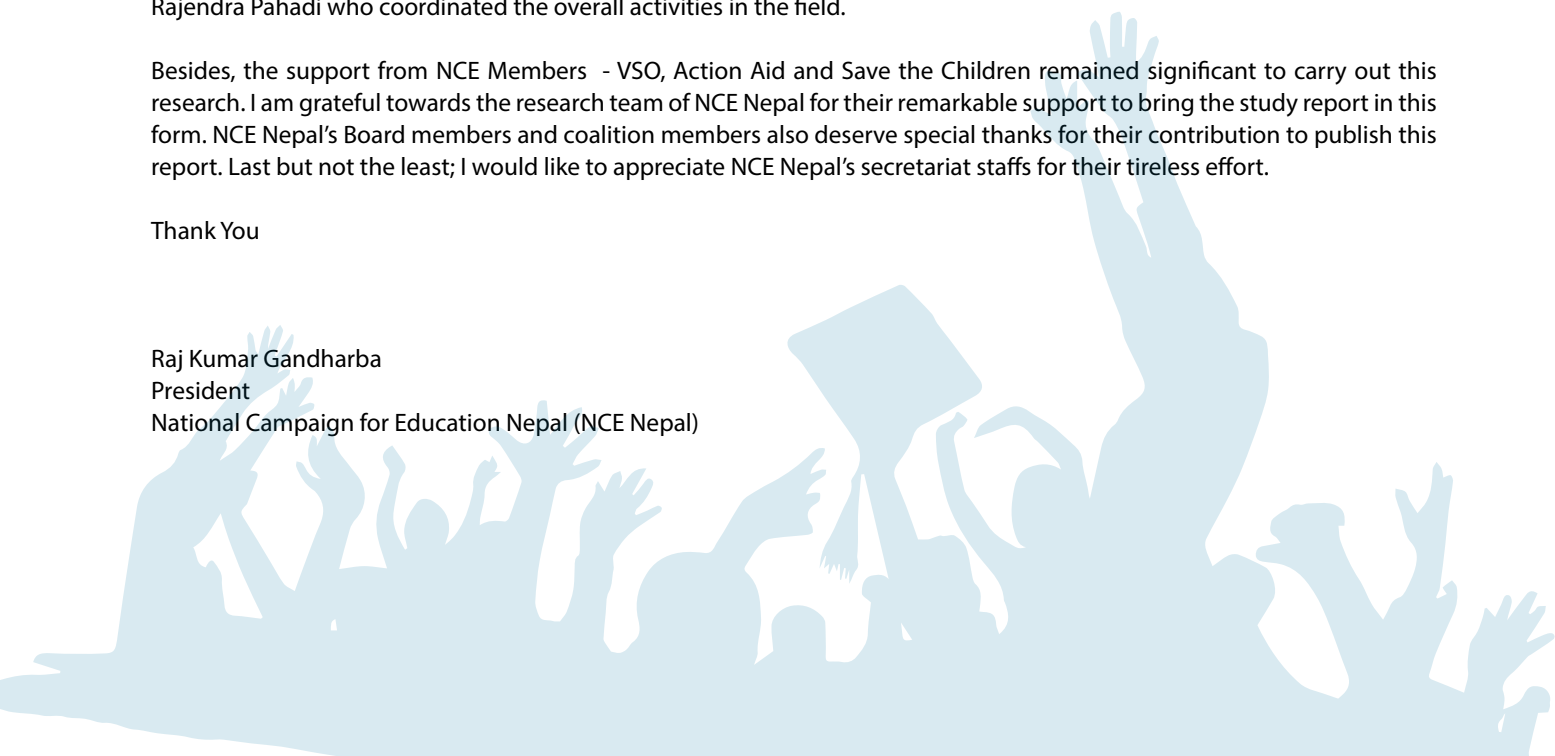 Rajendra Pahadi who coordinated the overall activities in the field.
Besides, the support from NCE Members - VSO, Action Aid and Save the Children remained significant to carry out this
research. I am grateful towards the research team of NCE Nepal for their remarkable support to bring the study report in this
form. NCE Nepal's Board members and coalition members also deserve special thanks for their contribution to publish this
report. Last but not the least; I would like to appreciate NCE Nepal's secretariat staffs for their tireless effort.
Thank You
Raj Kumar Gandharba
President
National Campaign for Education Nepal (NCE Nepal)